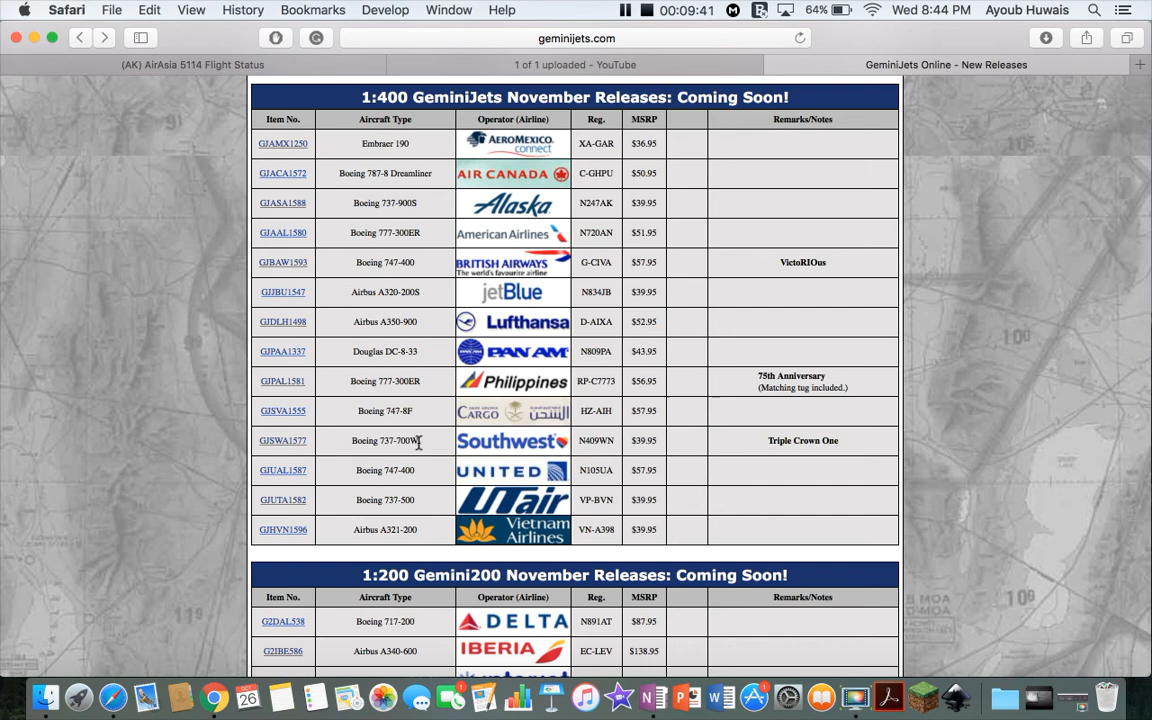 Safari File Edit View History Bookmarks Develop Window Help 00:09:41 64% Wed 8:44 PM Ayoub Huwais
geminijets.com
(AK) AirAsia 5114 Flight Status 1 of 1 uploaded - YouTube GeminiJets Online - New Releases
1:400 GeminiJets November Releases: Coming Soon!
Item No. Aircraft Type Operator (Airline) Reg. MSRP Remarks/Notes
GJAMX1250 Embraer 190 AEROMEXICO connect XA-GAR $36.95
GJACA1572 Boeing 787-8 Dreamliner AIR CANADA C-GHPU $50.95
GJASA1588 Boeing 737-900S Alaska N247AK $39.95
GJAAL1580 Boeing 777-300ER American Airlines N720AN $51.95
GJBAW1593 Boeing 747-400 BRITISH AIRWAYS The world's favourite airline G-CIVA $57.95 VictoRIOus
GJJBU1547 Airbus A320-200S jetBlue N834JB $39.95
GJDLH1498 Airbus A350-900 Lufthansa D-AIXA $52.95
GJPAA1337 Douglas DC-8-33 PAN AM PAN AM N809PA $43.95
GJPAL1581 Boeing 777-300ER Philippines RP-C7773 $56.95 75th Anniversary
(Matching tug included.)
GJSVA1555 Boeing 747-8F CARGO الشحن HZ-AIH $57.95
GJSWA1577 Boeing 737-700W Southwest N409WN $39.95 Triple Crown One
GJUAL1587 Boeing 747-400 UNITED N105UA $57.95
GJUTA1582 Boeing 737-500 UTair VP-BVN $39.95
GJHVN1596 Airbus A321-200 Vietnam Airlines VN-A398 $39.95
1:200 Gemini200 November Releases: Coming Soon!
Item No. Aircraft Type Operator (Airline) Reg. MSRP Remarks/Notes
G2DAL538 Boeing 717-200 DELTA N891AT $87.95
G2IBE586 Airbus A340-600 IBERIA EC-LEV $138.95
OCT
26